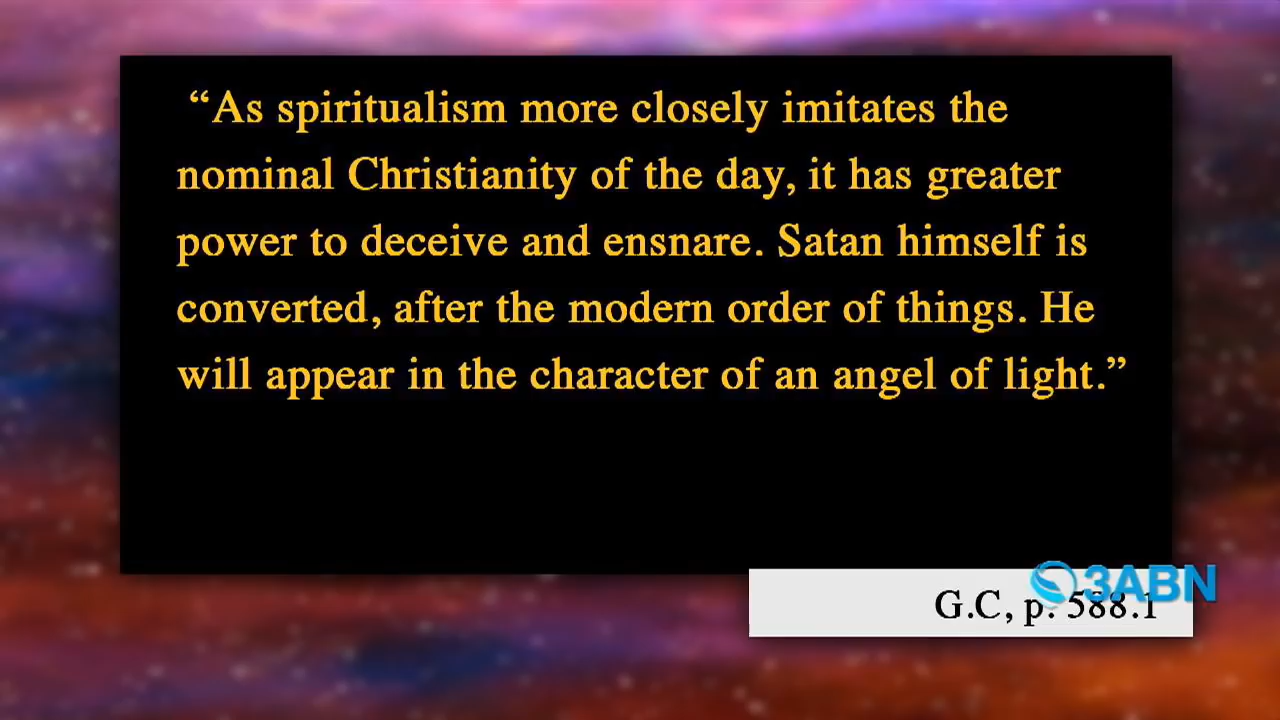 “As spiritualism more closely imitates the
nominal Christianity of the day, it has greater
power to deceive and ensnare. Satan himself is
converted, after the modern order of things. He
will appear in the character of an angel of light.”
3ABN
G.C, p. 588.1